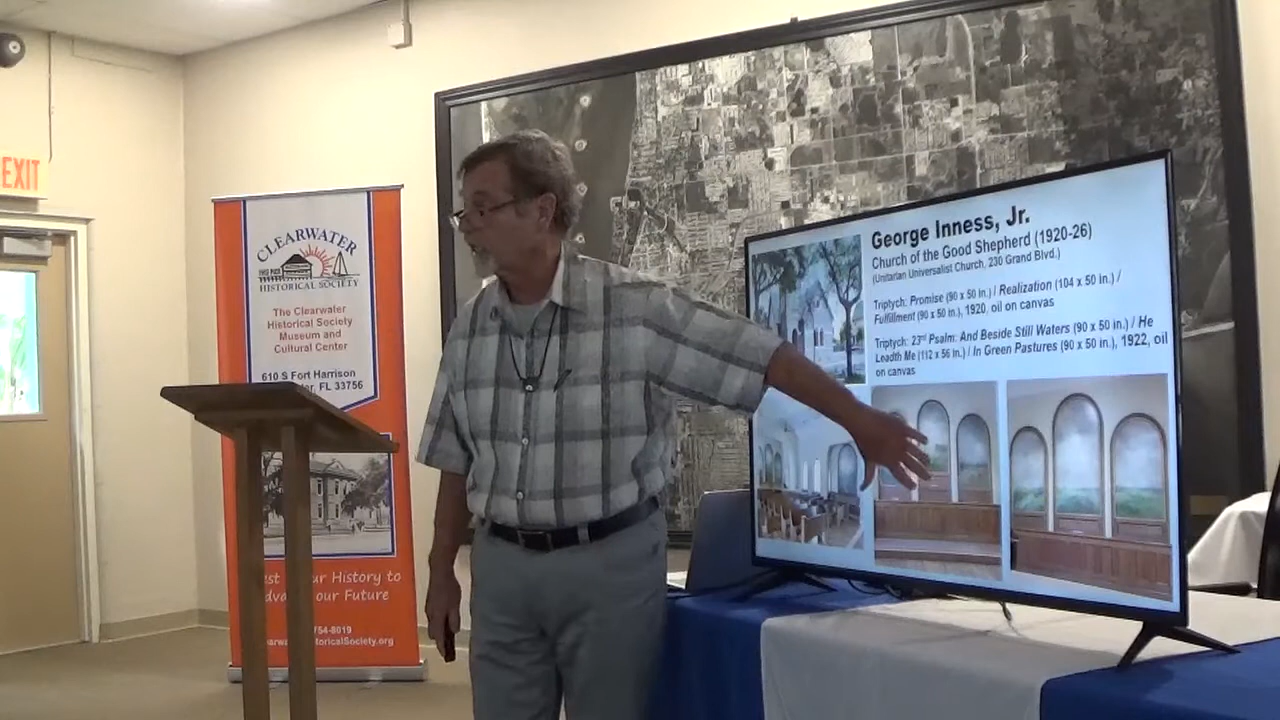 EXIT
CLEARWATER
HISTORICAL SOCIETY
The Clearwater
Historical Society
Museum and
Cultural Center
610 S Fort Harrison
FL 33756
our History to
our Future
754-8019
George Inness, Jr.
Church of the Good Shepherd (1920-26)
(Unitarian Universalist Church, 230 Grand Blvd.)
Triptych: Promise (90 x 50 in.) / Realization (104 x 50 in.) /
Fulfillment (90 x 50 in.), 1920, oil on canvas
Triptych: 23rd Psalm: And Beside Still Waters (90 x 50 in.) / He
Leadth Me (112 x 56 in.) / In Green Pastures (90 x 50 in.), 1922, oil
on canvas